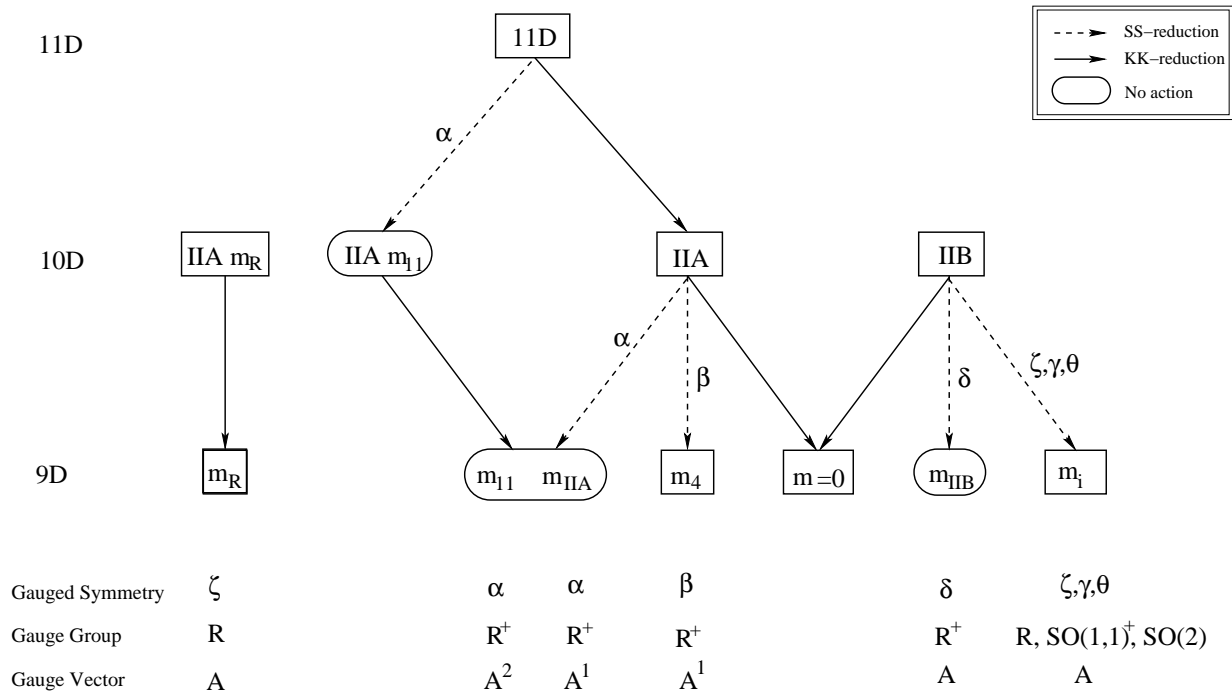 11D
11D
SS−reduction
KK−reduction
No action
α
10D
IIA m_R
IIA m_11
IIA
IIB
α
β
δ
ζ,γ,θ
9D
m_R
m_11 m_IIA
m_4
m=0
m_IIB
m_i
Gauged Symmetry ζ α α β δ ζ,γ,θ
Gauge Group R R^+ R^+ R^+ R^+ R, SO(1,1)^+, SO(2)
Gauge Vector A A^2 A^1 A^1 A A